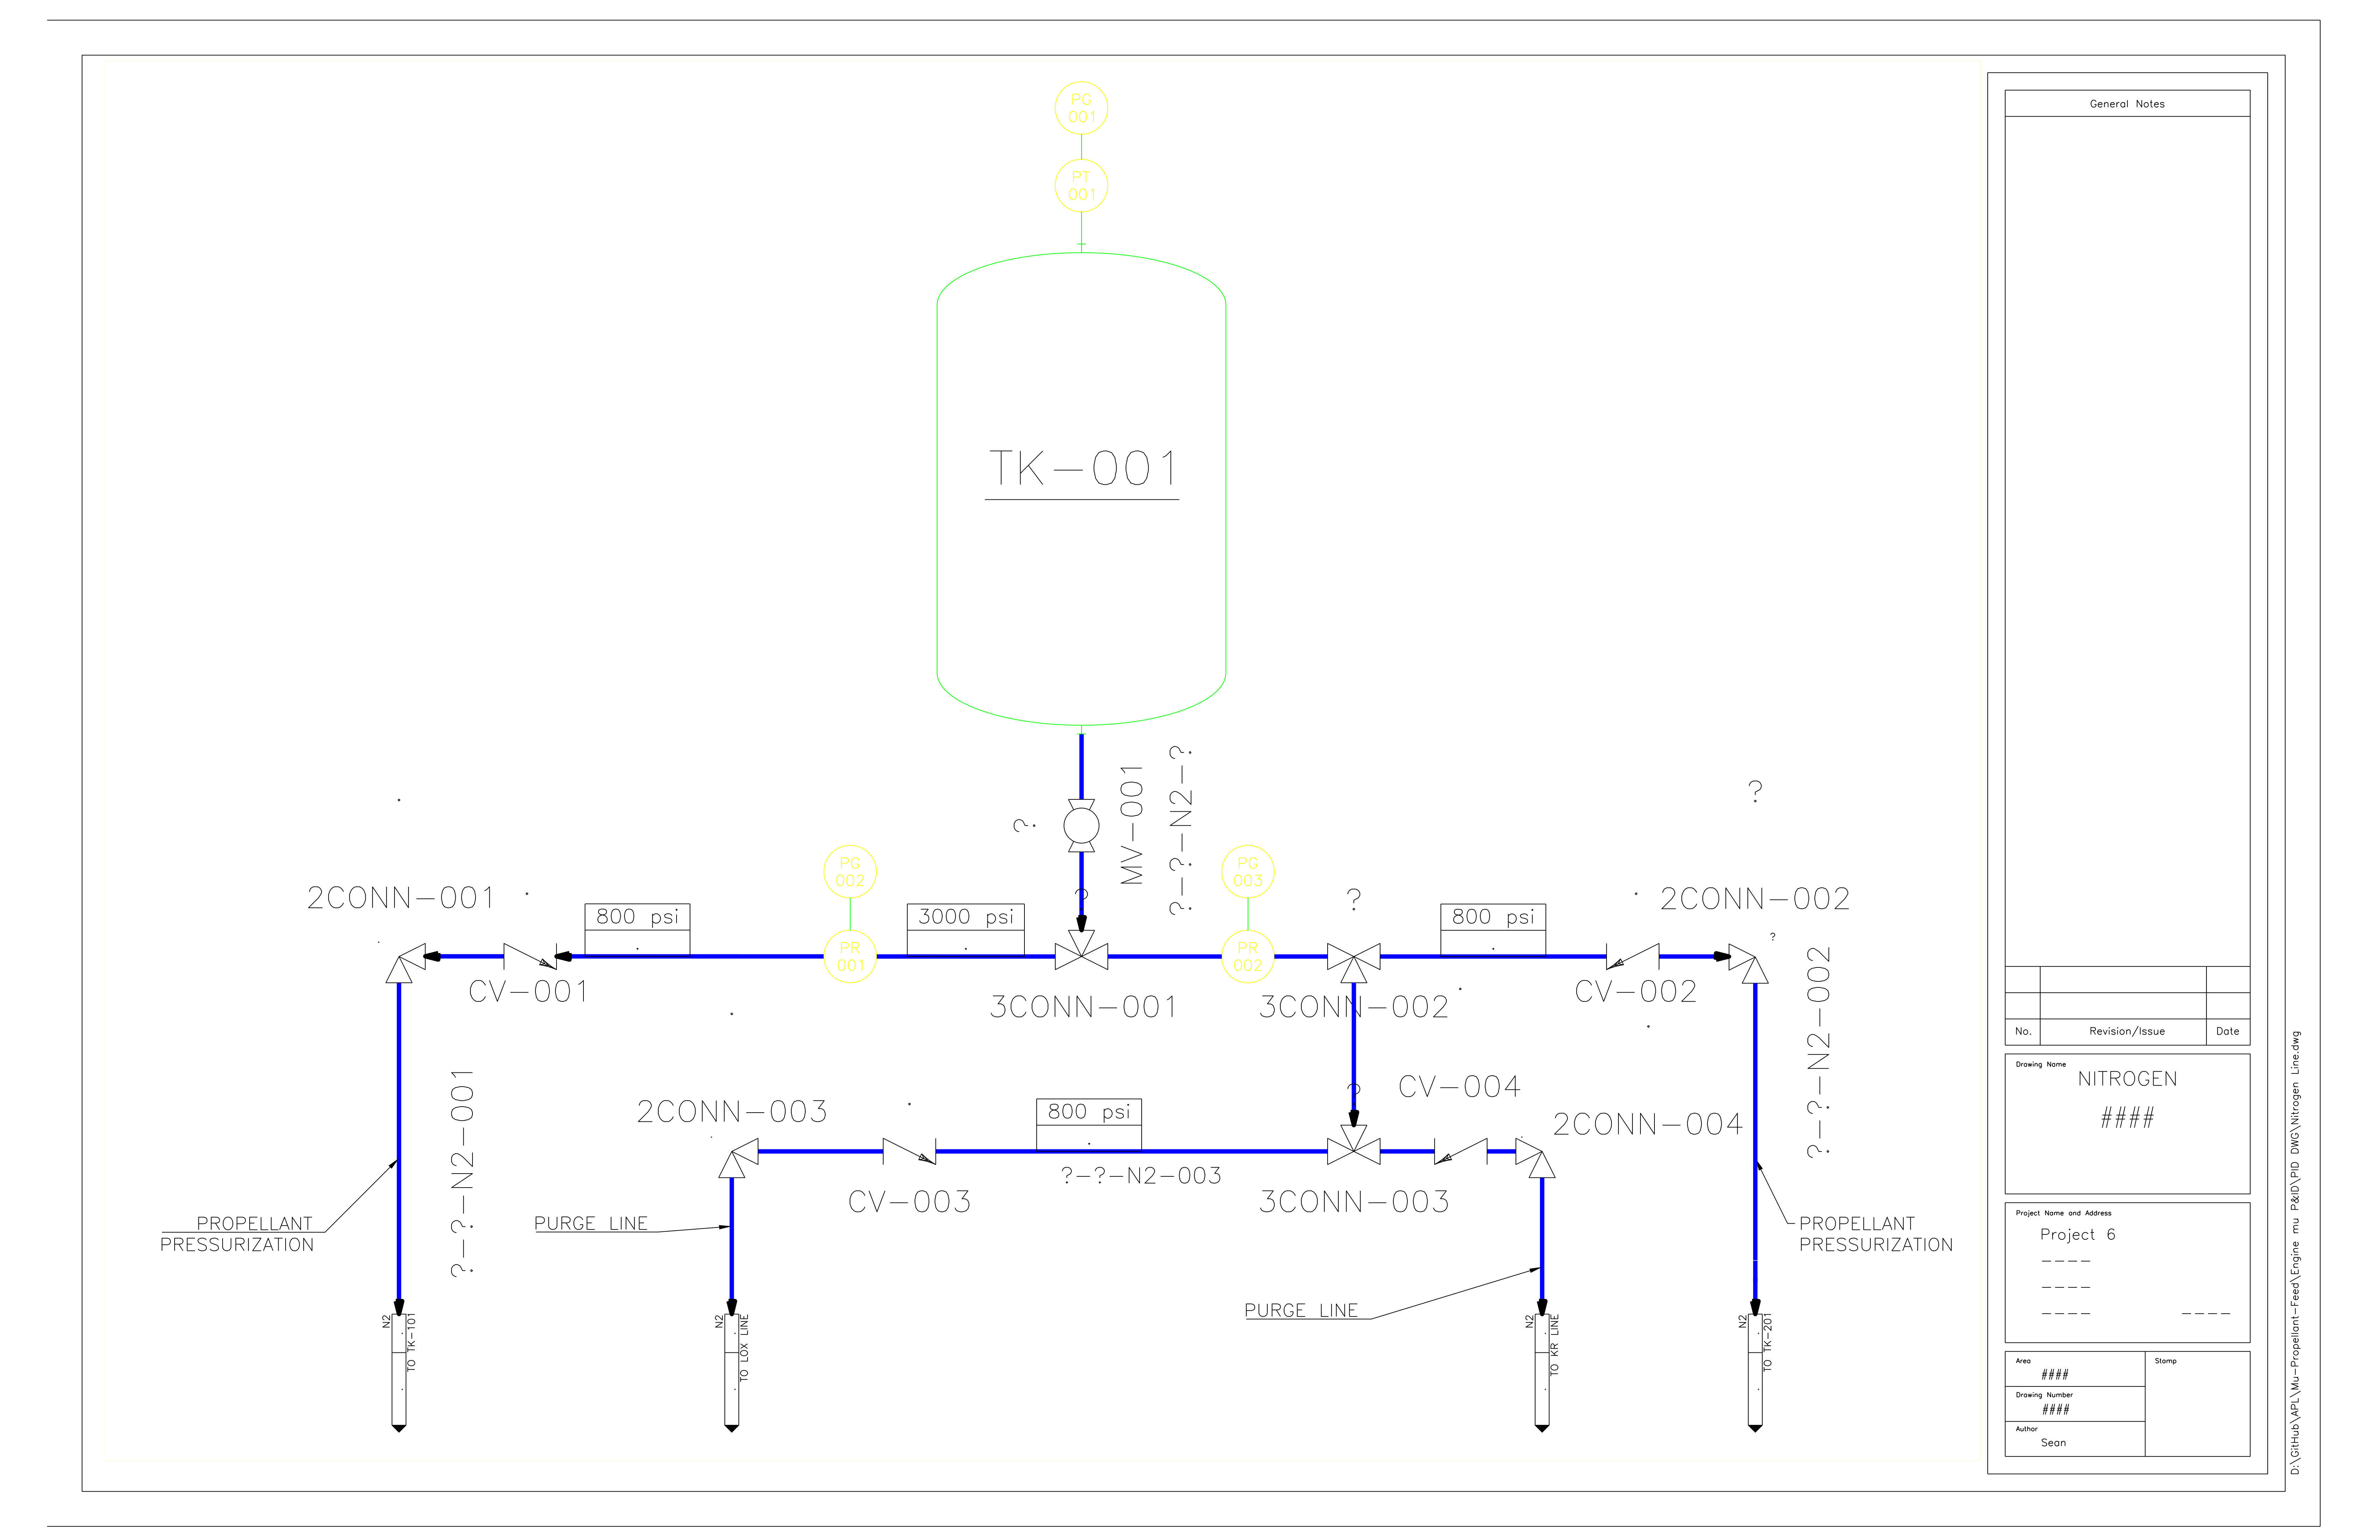 PG
001
PT
001
TK-001
MV-001
?-?-N2-?
?
?
PG
002
PG
003
?
?
2CONN-001
800 psi
3000 psi
800 psi
2CONN-002
?
PR
001
PR
002
CV-001
3CONN-001
3CONN-002
CV-002
?-?-N2-001
?-?-N2-002
2CONN-003
800 psi
?
CV-004
2CONN-004
?-?-N2-003
CV-003
3CONN-003
PROPELLANT
PRESSURIZATION
PURGE LINE
PURGE LINE
PROPELLANT
PRESSURIZATION
N2
TO TK-101
N2
TO LOX LINE
N2
TO KR LINE
N2
TO TK-201
General Notes
No. Revision/Issue Date
Drawing Name
NITROGEN
####
Project Name and Address
Project 6
----
----
---- ----
Area
####
Stamp
Drawing Number
####
Author
Sean
D:\GitHub\APL\Mu-Propellant-Feed\Engine mu P&ID\PID DWG\Nitrogen Line.dwg